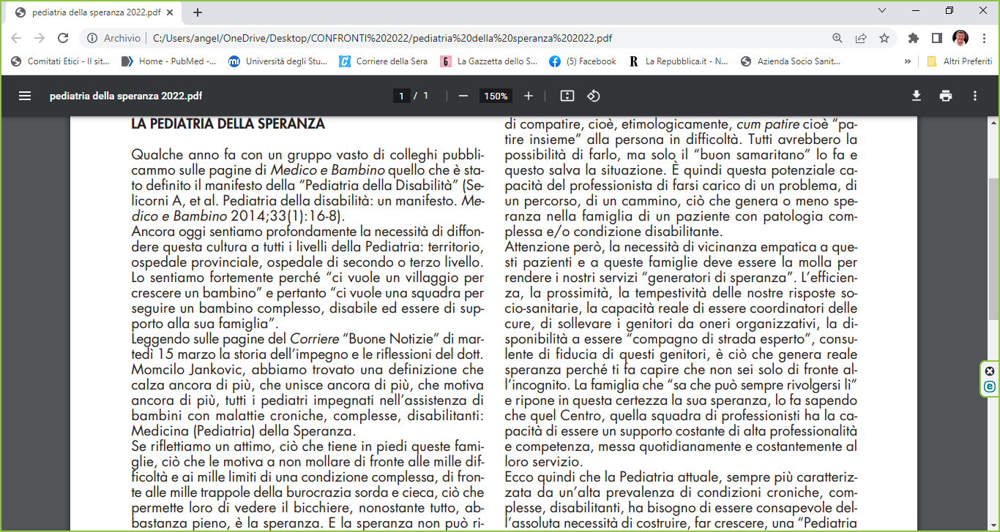 pediatria della speranza 2022.pdf
Archivio
C:/Users/angel/OneDrive/Desktop/CONFRONTI%202022/pediatria%20della%20speranza%202022.pdf
Comitati Etici - Il sit...
Home - PubMed -...
Università degli Stu...
Corriere della Sera
La Gazzetta dello S...
(5) Facebook
La Repubblica.it - N...
Azienda Socio Sanit...
»
Altri Preferiti
pediatria della speranza 2022.pdf
1 / 1
150%
LA PEDIATRIA DELLA SPERANZA
Qualche anno fa con un gruppo vasto di colleghi pubbli-
cammo sulle pagine di Medico e Bambino quello che è sta-
to definito il manifesto della “Pediatria della Disabilità” (Se-
licorni A, et al. Pediatria della disabilità: un manifesto. Me-
dico e Bambino 2014;33(1):16-8).
Ancora oggi sentiamo profondamente la necessità di diffon-
dere questa cultura a tutti i livelli della Pediatria: territorio,
ospedale provinciale, ospedale di secondo o terzo livello.
Lo sentiamo fortemente perché “ci vuole un villaggio per
crescere un bambino” e pertanto “ci vuole una squadra per
seguire un bambino complesso, disabile ed essere di sup-
porto alla sua famiglia”.
Leggendo sulle pagine del Corriere “Buone Notizie” di mar-
tedì 15 marzo la storia dell’impegno e le riflessioni del dott.
Momcilo Jankovic, abbiamo trovato una definizione che
calza ancora di più, che unisce ancora di più, che motiva
ancora di più, tutti i pediatri impegnati nell’assistenza di
bambini con malattie croniche, complesse, disabilitanti:
Medicina (Pediatria) della Speranza.
Se riflettiamo un attimo, ciò che tiene in piedi queste fami-
glie, ciò che le motiva a non mollare di fronte alle mille dif-
ficoltà e ai mille limiti di una condizione complessa, di fron-
te alle mille trappole della burocrazia sorda e cieca, ciò che
permette loro di vedere il bicchiere, nonostante tutto, ab-
bastanza pieno, è la speranza. E la speranza non può ri-
di compatire, cioè, etimologicamente, cum patire cioè “pa-
tire insieme” alla persona in difficoltà. Tutti avrebbero la
possibilità di farlo, ma solo il “buon samaritano” lo fa e
questo salva la situazione. È quindi questa potenziale ca-
pacità del professionista di farsi carico di un problema, di
un percorso, di un cammino, ciò che genera o meno spe-
ranza nella famiglia di un paziente con patologia com-
plessa e/o condizione disabilitante.
Attenzione però, la necessità di vicinanza empatica a que-
sti pazienti e a queste famiglie deve essere la molla per
rendere i nostri servizi “generatori di speranza”. L’efficien-
za, la prossimità, la tempestività delle nostre risposte so-
cio-sanitarie, la capacità reale di essere coordinatori delle
cure, di sollevare i genitori da oneri organizzativi, la di-
sponibilità a essere “compagno di strada esperto”, consu-
lente di fiducia di questi genitori, è ciò che genera reale
speranza perché ti fa capire che non sei solo di fronte al-
l’incognito. La famiglia che “sa che può sempre rivolgersi lì”
e ripone in questa certezza la sua speranza, lo fa sapendo
che quel Centro, quella squadra di professionisti ha la ca-
pacità di essere un supporto costante di alta professionalità
e competenza, messa quotidianamente e costantemente al
loro servizio.
Ecco quindi che la Pediatria attuale, sempre più caratteriz-
zata da un’alta prevalenza di condizioni croniche, com-
plesse, disabilitanti, ha bisogno di essere consapevole del-
l’assoluta necessità di costruire, far crescere, una “Pediatria